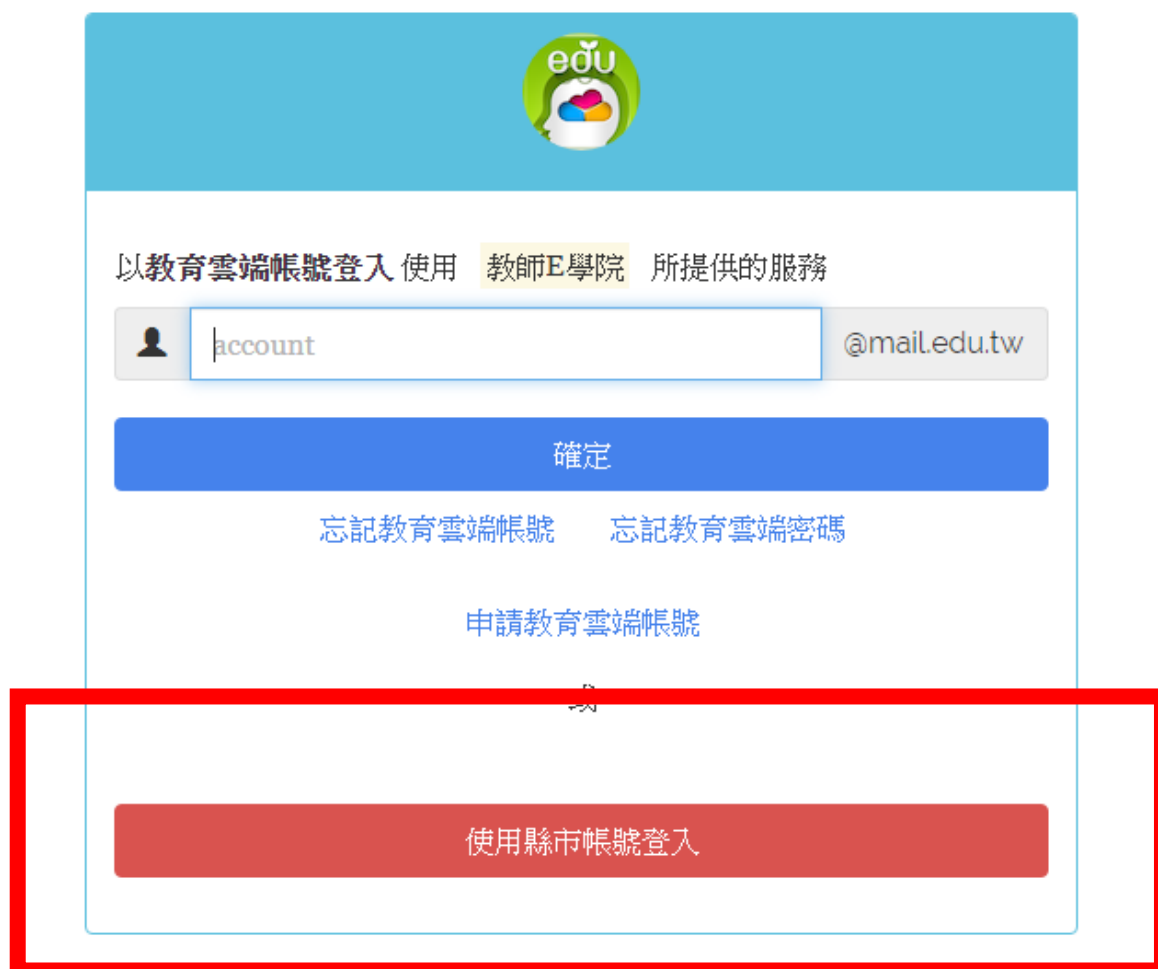 edu
以教育雲端帳號登入 使用 教師E學院 所提供的服務
account @mail.edu.tw
確定
忘記教育雲端帳號 忘記教育雲端密碼
申請教育雲端帳號
或
使用縣市帳號登入